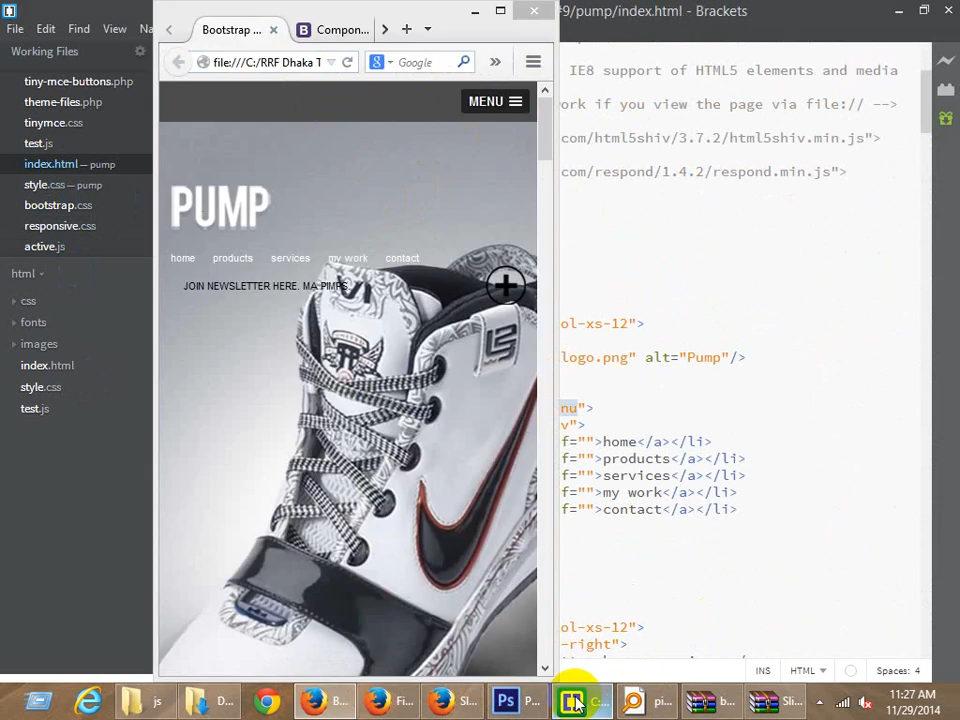 #9/pump/index.html - Brackets
File Edit Find View Na
Working Files
tiny-mce-buttons.php
theme-files.php
tinymce.css
test.js
index.html — pump
style.css — pump
bootstrap.css
responsive.css
active.js
html
css
fonts
images
index.html
style.css
test.js
Bootstrap ... Compon...
file:///C:/RRF Dhaka T Google
MENU
PUMP
home products services my work contact
JOIN NEWSLETTER HERE. MA PIMPS.
IE8 support of HTML5 elements and media
ork if you view the page via file:// -->
com/html5shiv/3.7.2/html5shiv.min.js">
com/respond/1.4.2/respond.min.js">
ol-xs-12">
logo.png" alt="Pump"/>
nu">
v">
f="">home</a></li>
f="">products</a></li>
f="">services</a></li>
f="">my work</a></li>
f="">contact</a></li>
ol-xs-12">
-right">
INS HTML Spaces: 4
js D... B... Fi... Sl... Ps P... C:... pi... b... Sli...
11:27 AM
11/29/2014